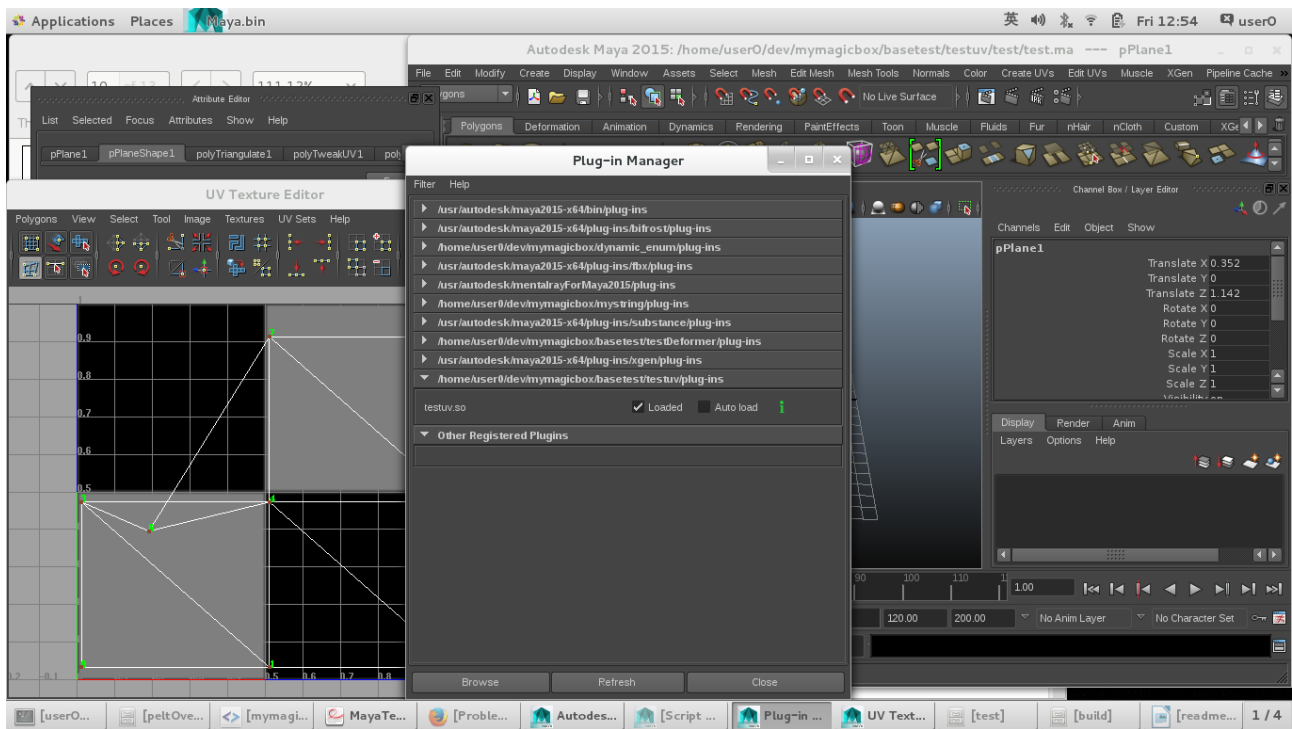 Applications Places Maya.bin 英 Fri 12:54 user0
Autodesk Maya 2015: /home/user0/dev/mymagicbox/basetest/testuv/test/test.ma --- pPlane1
File Edit Modify Create Display Window Assets Select Mesh Edit Mesh Mesh Tools Normals Color Create UVs Edit UVs Muscle XGen Pipeline Cache »
No Live Surface
Polygons Deformation Animation Dynamics Rendering PaintEffects Toon Muscle Fluids Fur nHair nCloth Custom
Attribute Editor
List Selected Focus Attributes Show Help
pPlane1 pPlaneShape1 polyTriangulate1 polyTweakUV1
UV Texture Editor
Polygons View Select Tool Image Textures UV Sets Help
0.9
0.8
0.7
0.6
0.5
-0.1 0.5 0.6 0.7 0.8
Plug-in Manager
Filter Help
/usr/autodesk/maya2015-x64/bin/plug-ins
/usr/autodesk/maya2015-x64/plug-ins/bifrost/plug-ins
/home/user0/dev/mymagicbox/dynamic_enum/plug-ins
/usr/autodesk/maya2015-x64/plug-ins/fbx/plug-ins
/usr/autodesk/mentalrayForMaya2015/plug-ins
/home/user0/dev/mymagicbox/mystring/plug-ins
/usr/autodesk/maya2015-x64/plug-ins/substance/plug-ins
/home/user0/dev/mymagicbox/basetest/testDeformer/plug-ins
/usr/autodesk/maya2015-x64/plug-ins/xgen/plug-ins
/home/user0/dev/mymagicbox/basetest/testuv/plug-ins
testuv.so Loaded Auto load i
Other Registered Plugins
Browse Refresh Close
Channel Box / Layer Editor
Channels Edit Object Show
pPlane1
Translate X 0.352
Translate Y 0
Translate Z 1.142
Rotate X 0
Rotate Y 0
Rotate Z 0
Scale X 1
Scale Y 1
Scale Z 1
Visibility on
Display Render Anim
Layers Options Help
90 100 110 1.00
120.00 200.00 No Anim Layer No Character Set
[user0... [peltOve... [mymagi... MayaTe... [Proble... Autodes... [Script ... Plug-in ... UV Text... [test] [build] [readme... 1 / 4